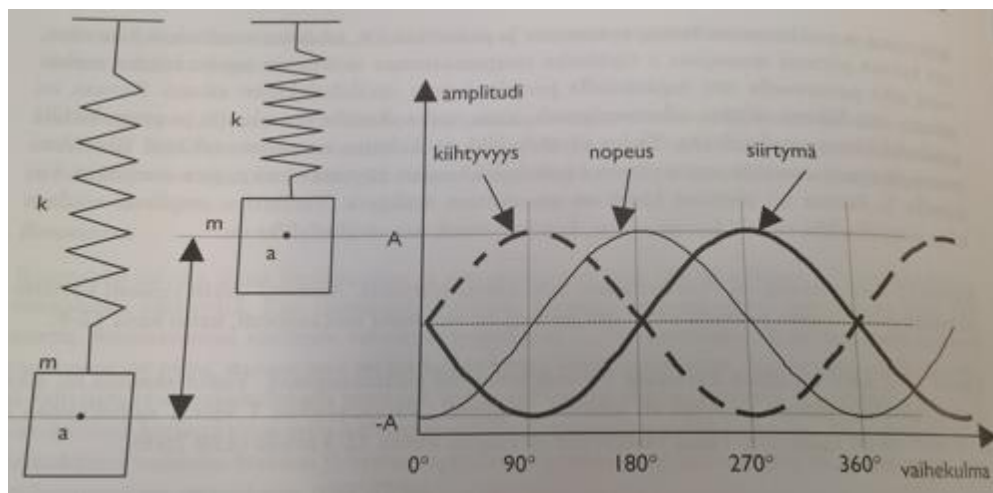 amplitudi
k
kiihtyvyys
nopeus
siirtymä
k
m
A
a
m
a
-A
0°
90°
180°
270°
360°
vaihekulma